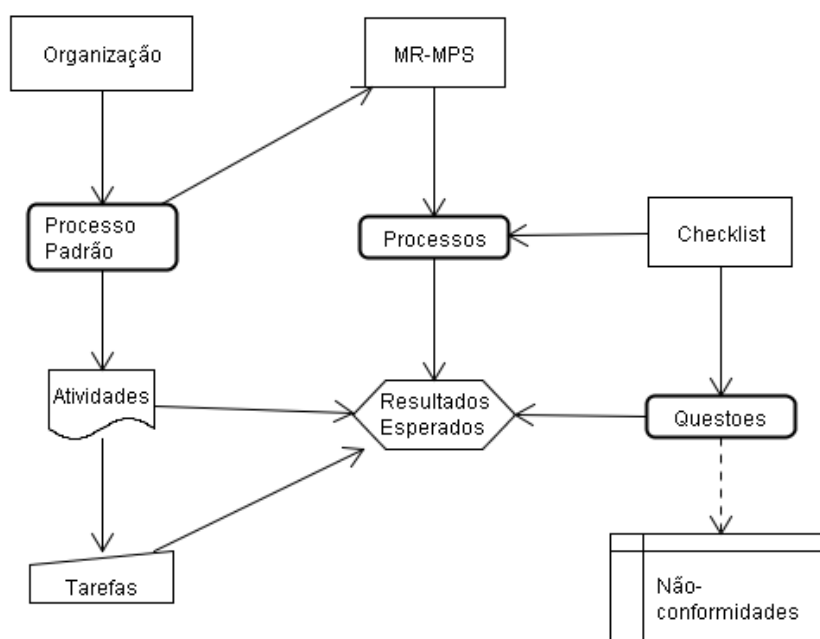 Organização
MR-MPS
Processo
Padrão
Processos
Checklist
Atividades
Resultados
Esperados
Questoes
Tarefas
Não-
conformidades